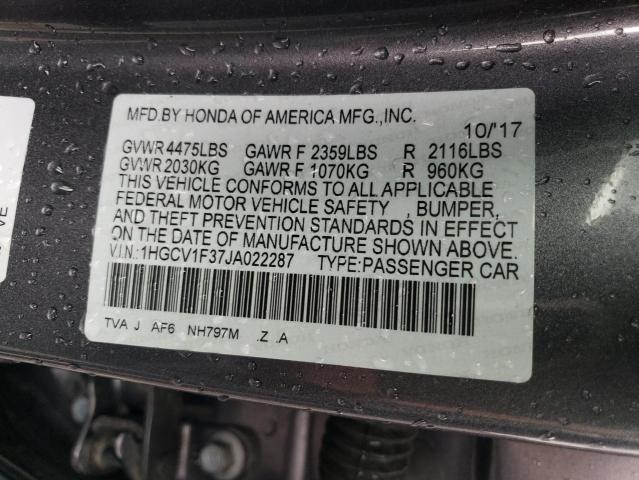 MFD.BY HONDA OF AMERICA MFG.,INC.
10/'17
GVWR 4475LBS GAWR F 2359LBS R 2116LBS
GVWR 2030KG GAWR F 1070KG R 960KG
THIS VEHICLE CONFORMS TO ALL APPLICABLE
FEDERAL MOTOR VEHICLE SAFETY , BUMPER,
AND THEFT PREVENTION STANDARDS IN EFFECT
ON THE DATE OF MANUFACTURE SHOWN ABOVE.
V.I.N.:1HGCV1F37JA022287 TYPE:PASSENGER CAR
TVA J AF6 NH797M .Z .A